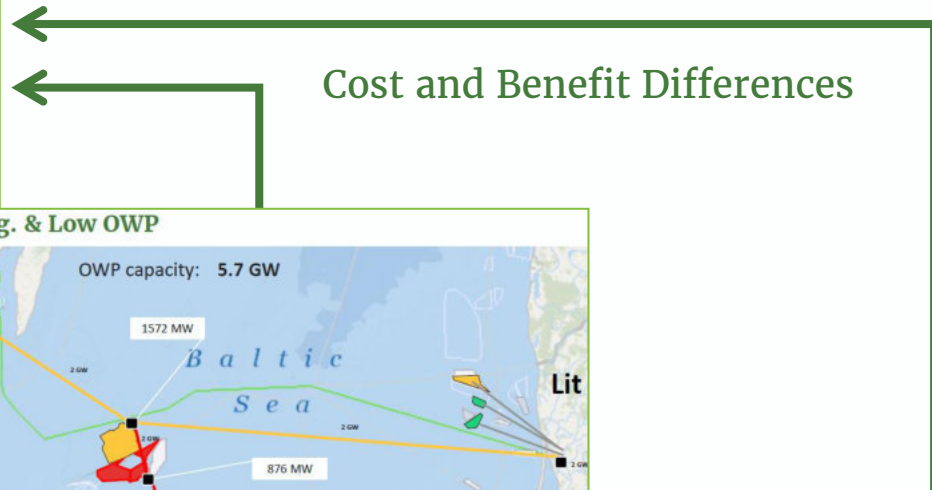 Cost and Benefit Differences
g. & Low OWP
OWP capacity: 5.7 GW
1572 MW
Baltic
2 GW
Lit
Sea
2 GW
2 GW
876 MW
2 GW